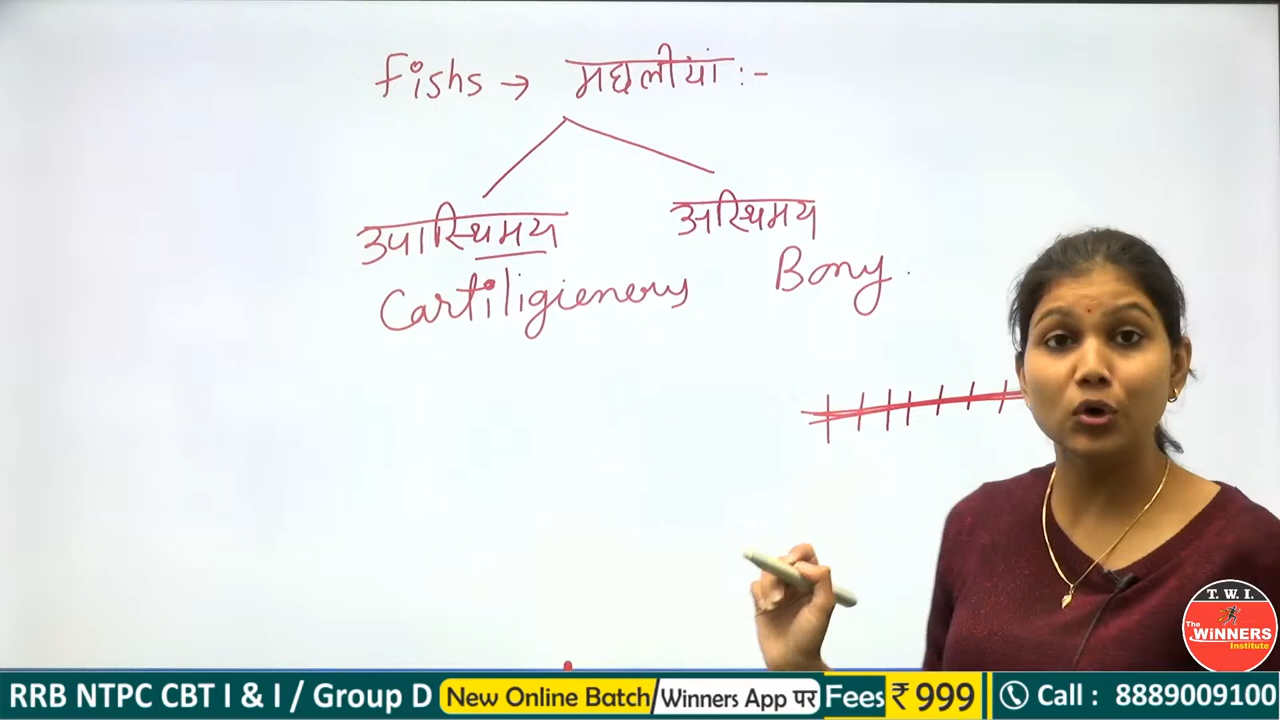 fishs → मछलीयां :-
उपास्थिमय
अस्थिमय
Cartiligienerys
Bony.
T. W. I.
The
WiNNERS
Institute
RRB NTPC CBT I & I / Group D New Online Batch Winners App पर Fees ₹ 999 Call : 8889009100